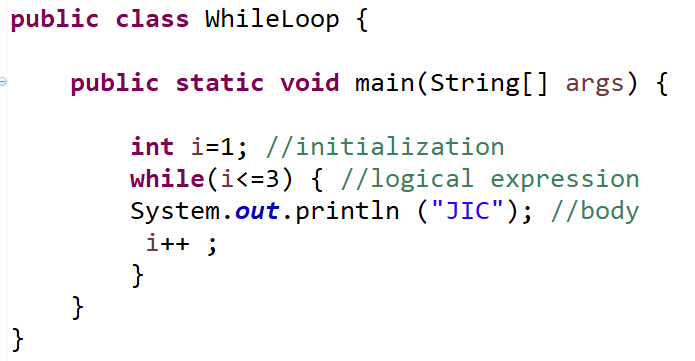 public class WhileLoop {
public static void main(String[] args) {
int i=1; //initialization
while(i<=3) { //logical expression
System.out.println ("JIC"); //body
i++ ;
}
}
}